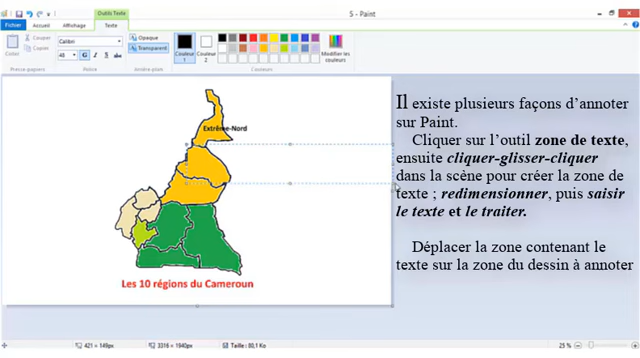 Outils Texte
5 - Paint
Fichier
Accueil
Affichage
Texte
Couper
Copier
Coller
Calibri
48
G
I
S
abc
Opaque
Transparent
Couleur
1
Couleur
2
Modifier les
couleurs
Presse-papiers
Police
Arrière-plan
Couleurs
Extrême-Nord
Les 10 régions du Cameroun
Il existe plusieurs façons d’annoter
sur Paint.
Cliquer sur l’outil zone de texte,
ensuite cliquer-glisser-cliquer
dans la scène pour créer la zone de
texte ; redimensionner, puis saisir
le texte et le traiter.
Déplacer la zone contenant le
texte sur la zone du dessin à annoter
421 × 149px
3316 × 1940px
Taille : 80,1 Ko
25 %